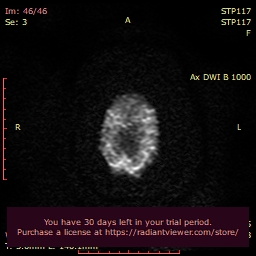 Im: 46/46
Se: 3
A
STP117
STP117
F
Ax DWI B 1000
R
L
You have 30 days left in your trial period.
Purchase a license at https://radiantviewer.com/store/